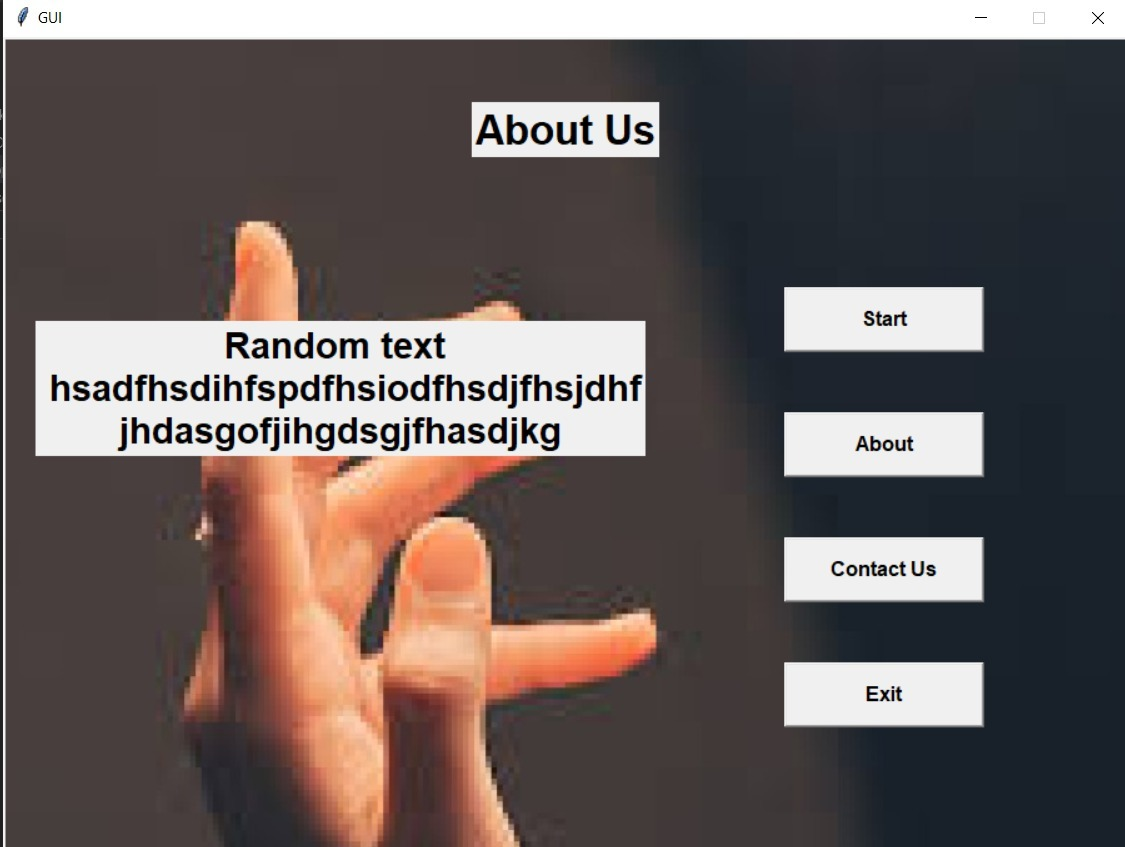 GUI
About Us
Random text
hsadfhsdihfspdfhsiodfhsdjfhsjdhf
jhdasgofjihgdsgjfhasdjkg
Start
About
Contact Us
Exit